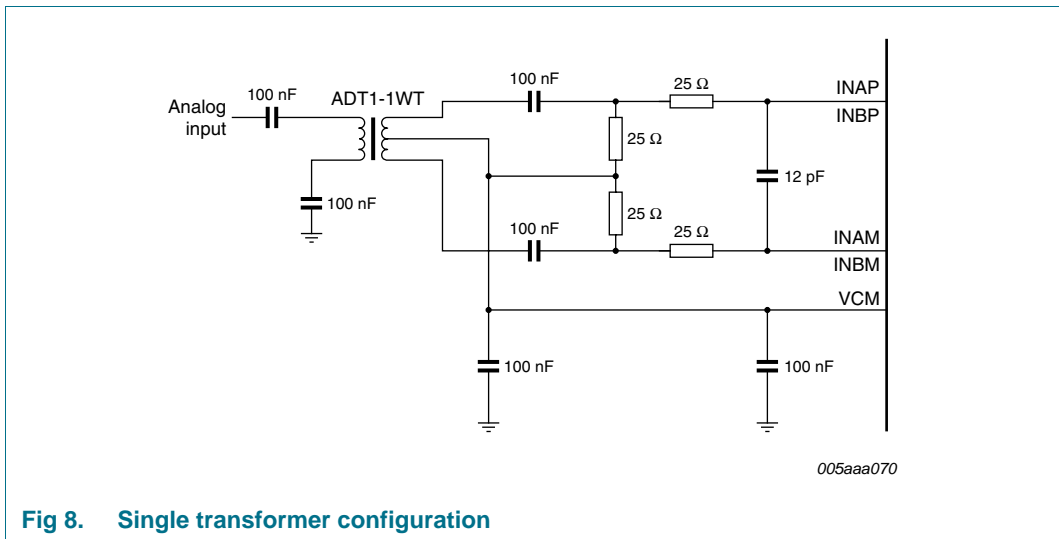 100 nF
ADT1-1WT
100 nF
25 Ω
INAP
Analog
input
INBP
25 Ω
12 pF
100 nF
25 Ω
100 nF
25 Ω
INAM
INBM
VCM
100 nF
100 nF
005aaa070
Fig 8. Single transformer configuration